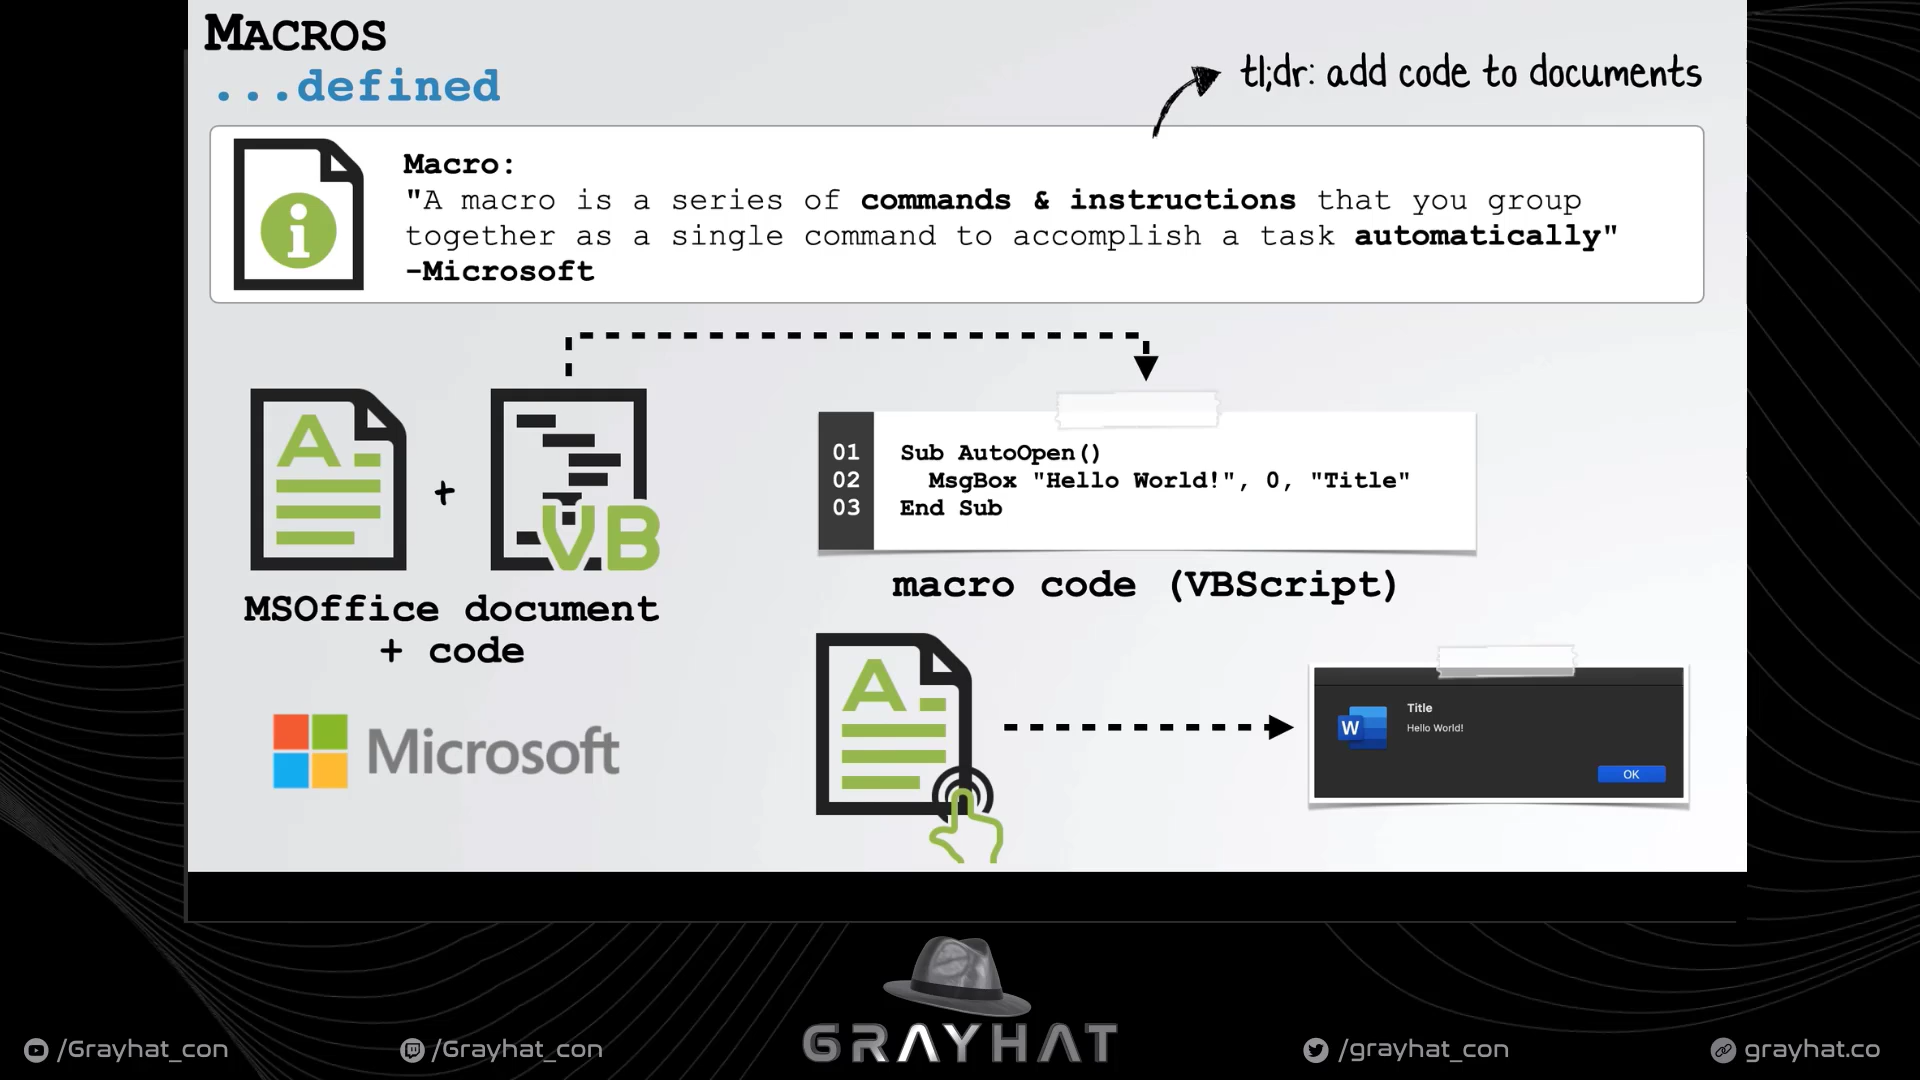 MACROS
...defined
tl;dr: add code to documents
Macro:
"A macro is a series of commands & instructions that you group
together as a single command to accomplish a task automatically"
-Microsoft
A
+
VB
MSOffice document
+ code
01 Sub AutoOpen()
02 MsgBox "Hello World!", 0, "Title"
03 End Sub
macro code (VBScript)
Microsoft
A
W
Title
Hello World!
OK
GRAYHAT
/Grayhat_con
/Grayhat_con
/grayhat_con
grayhat.co